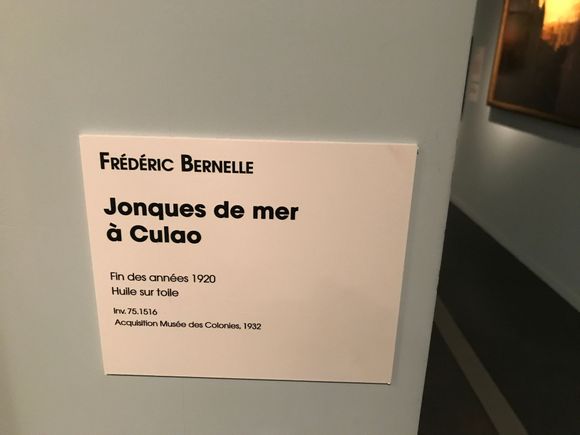 Frédéric Bernelle
Jonques de mer
à Culao
Fin des années 1920
Huile sur toile
Inv. 75.1516
Acquisition Musée des Colonies, 1932